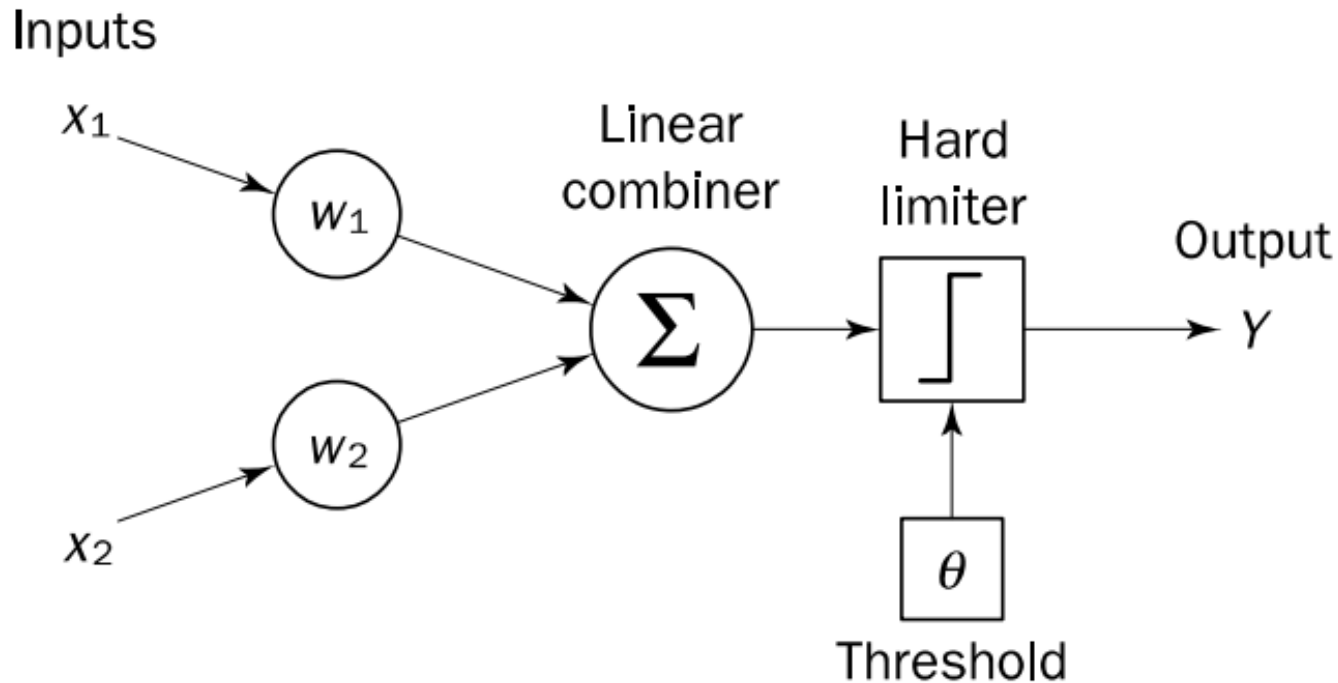 Inputs
x1
w1
Linear
combiner
Σ
Hard
limiter
Output
Y
w2
x2
θ
Threshold